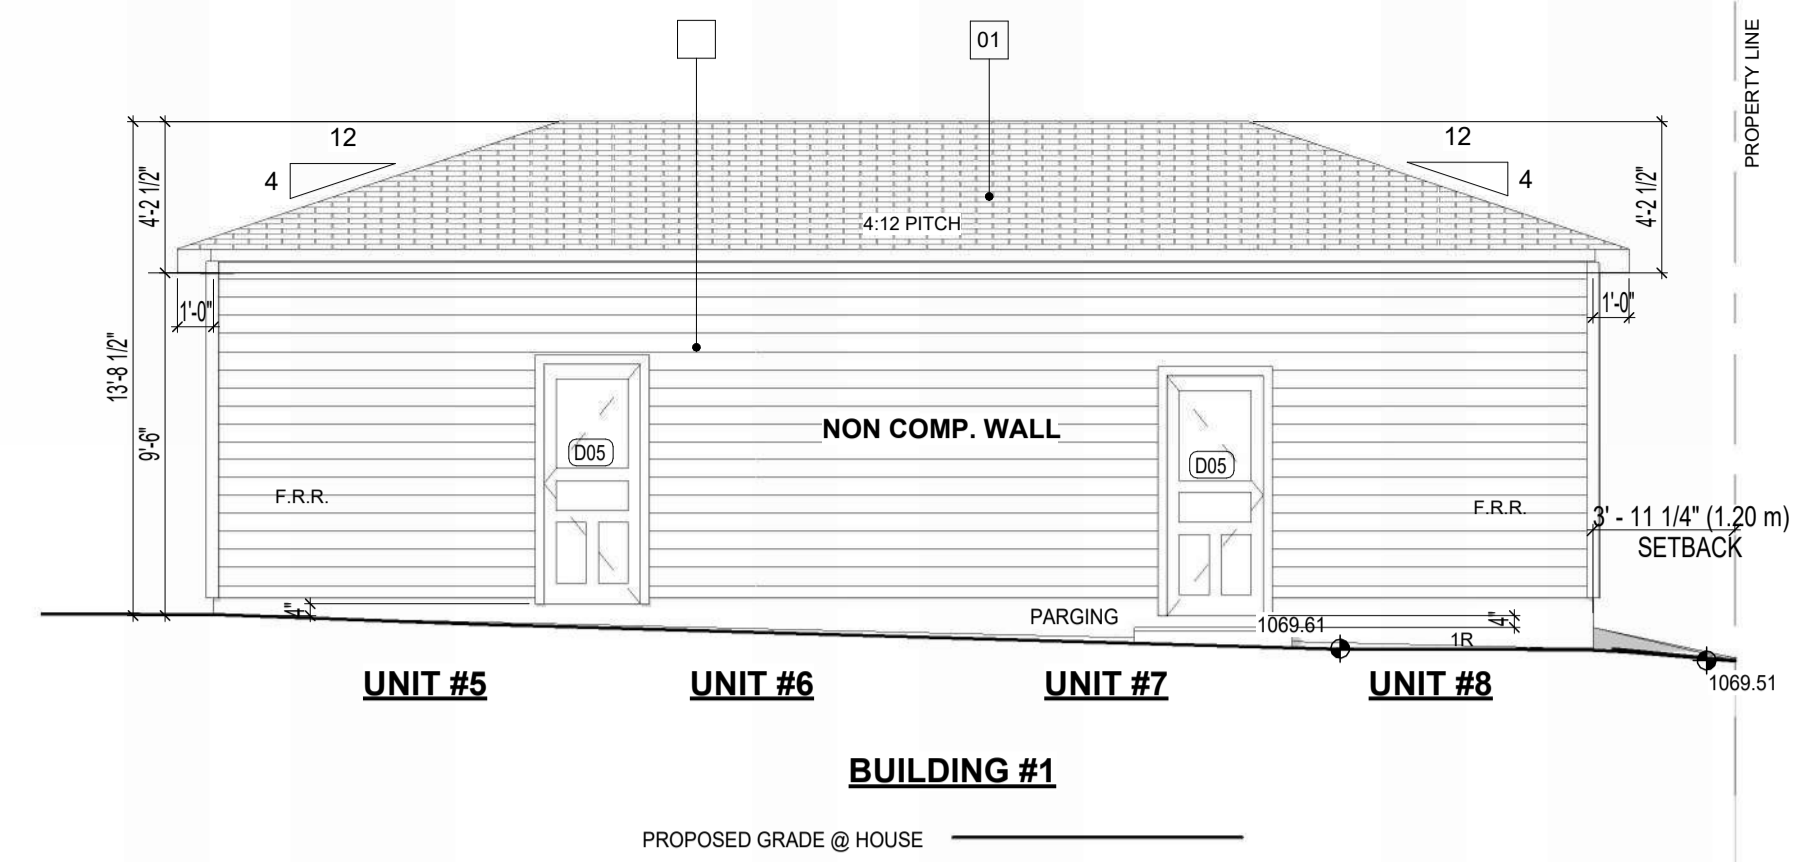 01
PROPERTY LINE
12
12
4
4
4'-2 1/2"
4'-2 1/2"
4:12 PITCH
1'-0"
1'-0"
13'-8 1/2"
9'-6"
NON COMP. WALL
D05
D05
F.R.R.
F.R.R.
3' - 11 1/4" (1.20 m)
SETBACK
4"
PARGING
1069.61
4"
1R
1069.51
UNIT #5
UNIT #6
UNIT #7
UNIT #8
BUILDING #1
PROPOSED GRADE @ HOUSE